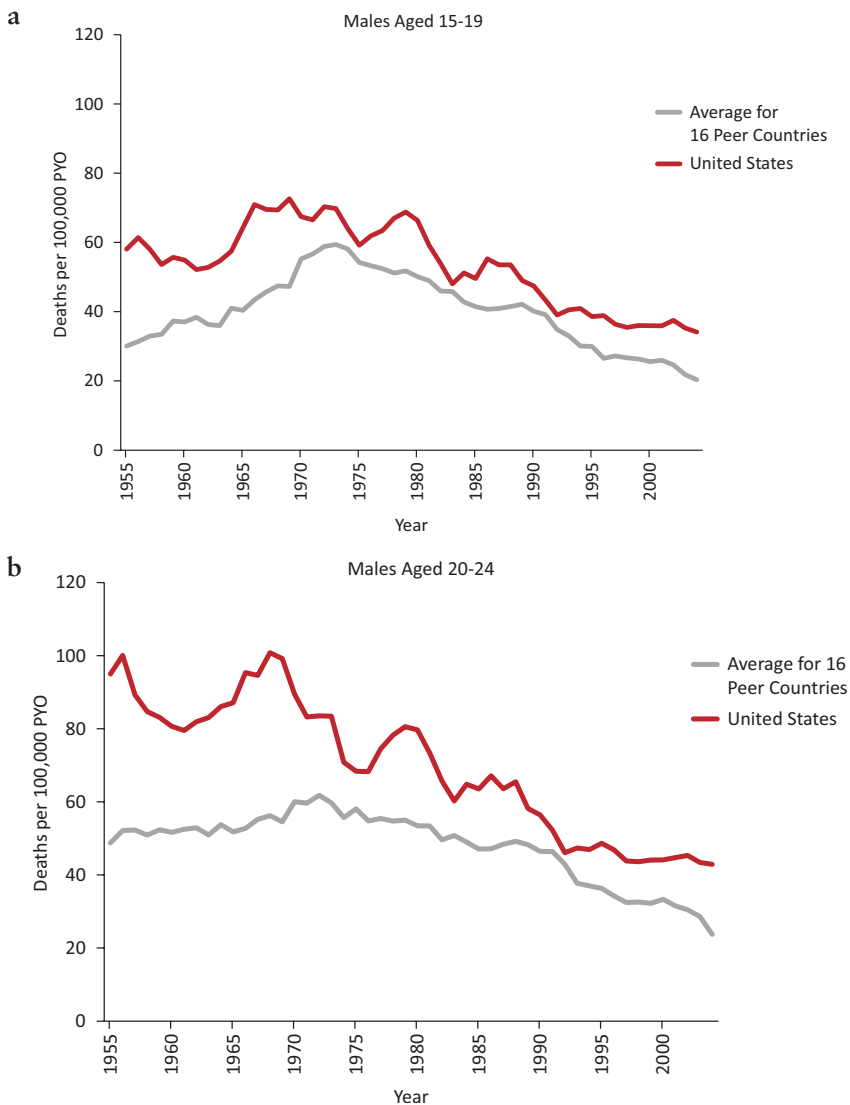 a
Males Aged 15-19
120
100
80
60
40
20
0
Deaths per 100,000 PYO
1955
1960
1965
1970
1975
1980
1985
1990
1995
2000
Year
Average for
16 Peer Countries
United States
b
Males Aged 20-24
120
100
80
60
40
20
0
Deaths per 100,000 PYO
1955
1960
1965
1970
1975
1980
1985
1990
1995
2000
Year
Average for 16
Peer Countries
United States